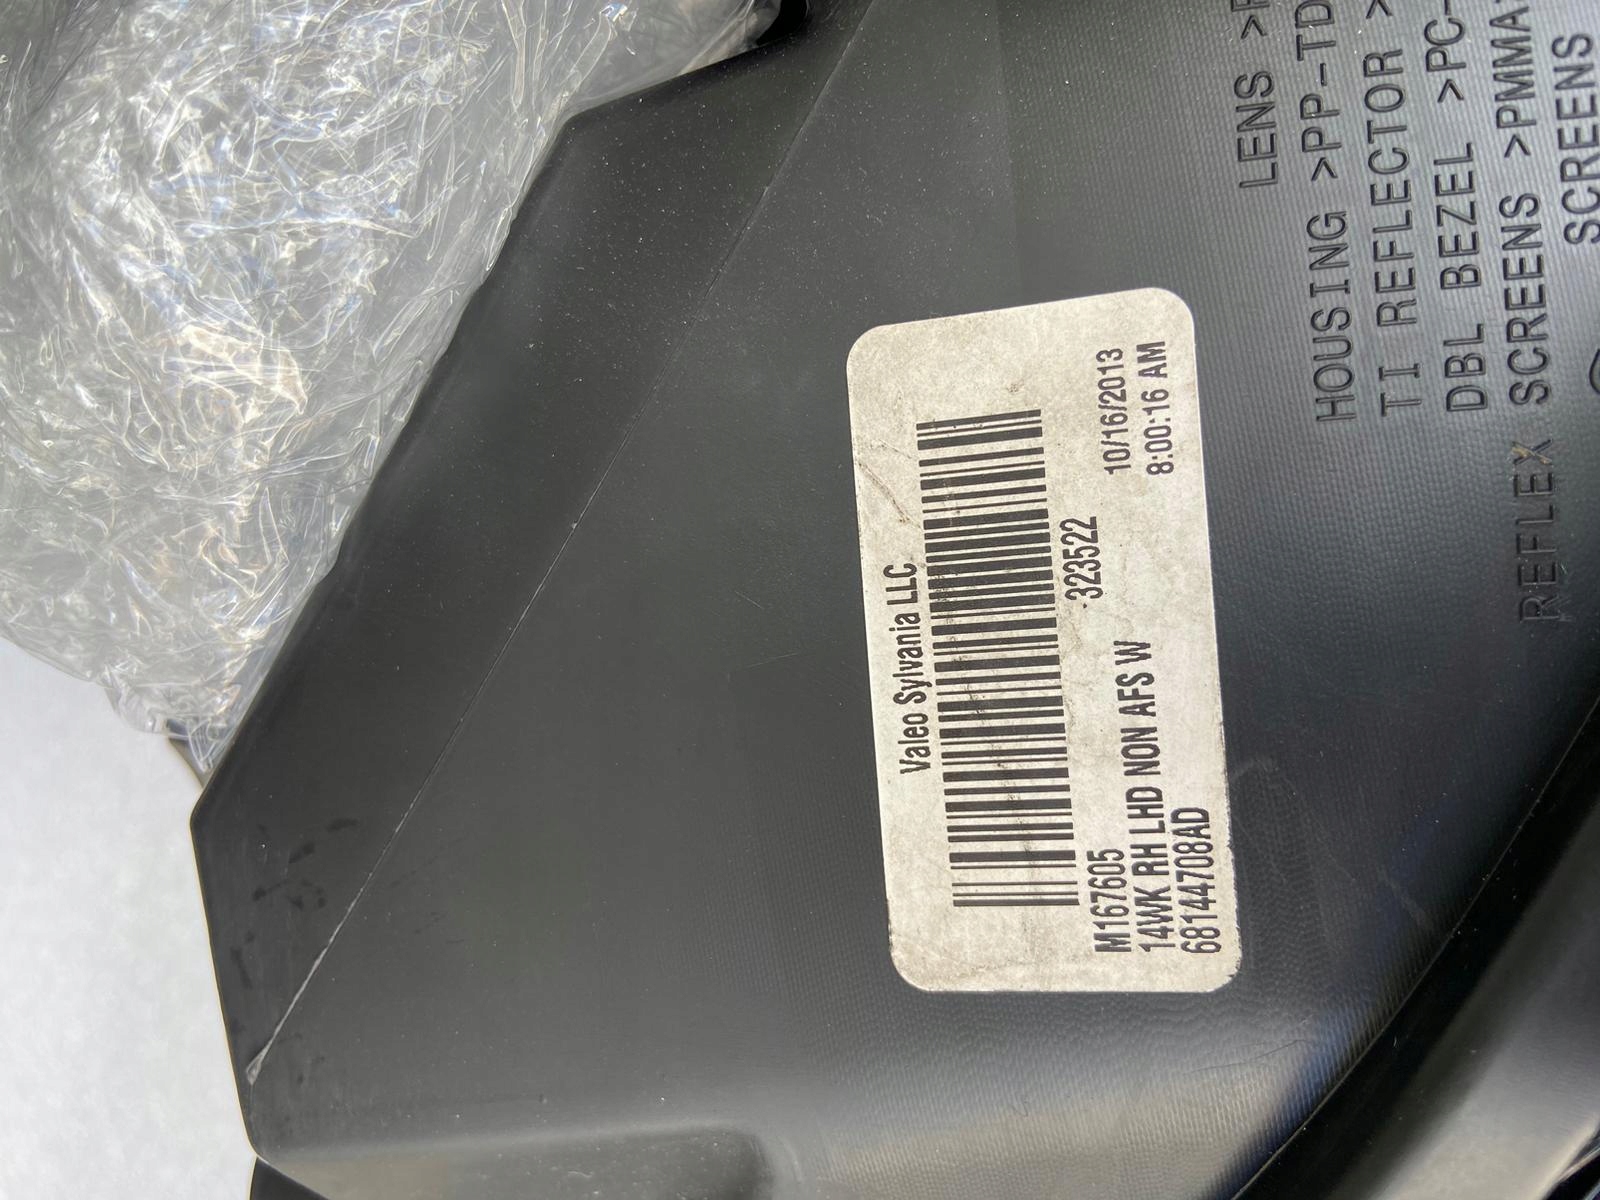 Valeo Sylvania LLC
M167605
323522
10/16/2013
14WK RH LHD NON AFS W
8:00:16 AM
68144708AD
LENS
HOUSING >PP-TD
TI REFLECTOR >
DBL BEZEL >PC-
REFLEX SCREENS >PMMA
SCREENS